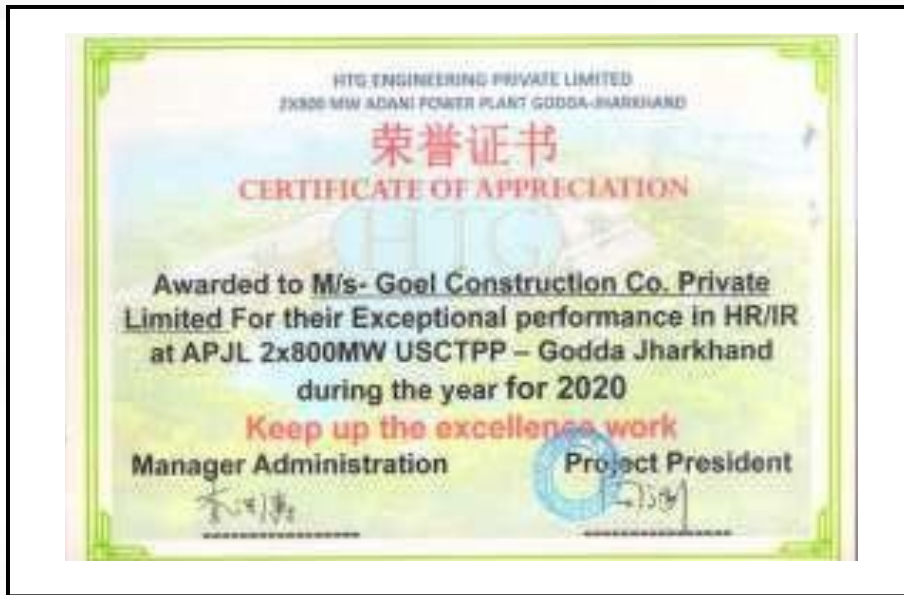 HTG ENGINEERING PRIVATE LIMITED
2X800 MW ADANI POWER PLANT GODDA-JHARKHAND
荣誉证书
CERTIFICATE OF APPRECIATION
HTG
Awarded to M/s- Goel Construction Co. Private
Limited For their Exceptional performance in HR/IR
at APJL 2x800MW USCTPP – Godda Jharkhand
during the year for 2020
Keep up the excellence work
Manager Administration Project President